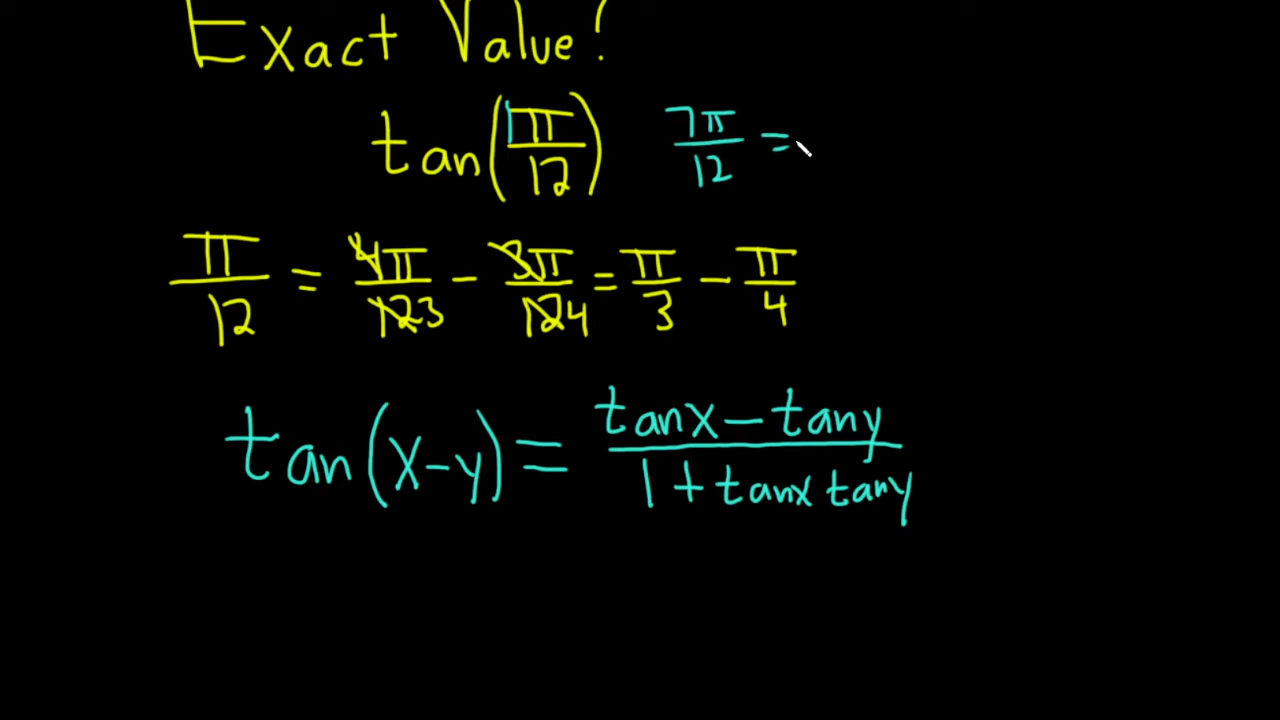 Exact Value!
tan(π/12) 7π/12 =
π/12 = 4π/12 3 - 3π/12 4 = π/3 - π/4
tan(x-y) = (tanx - tany)/(1 + tanx tany)